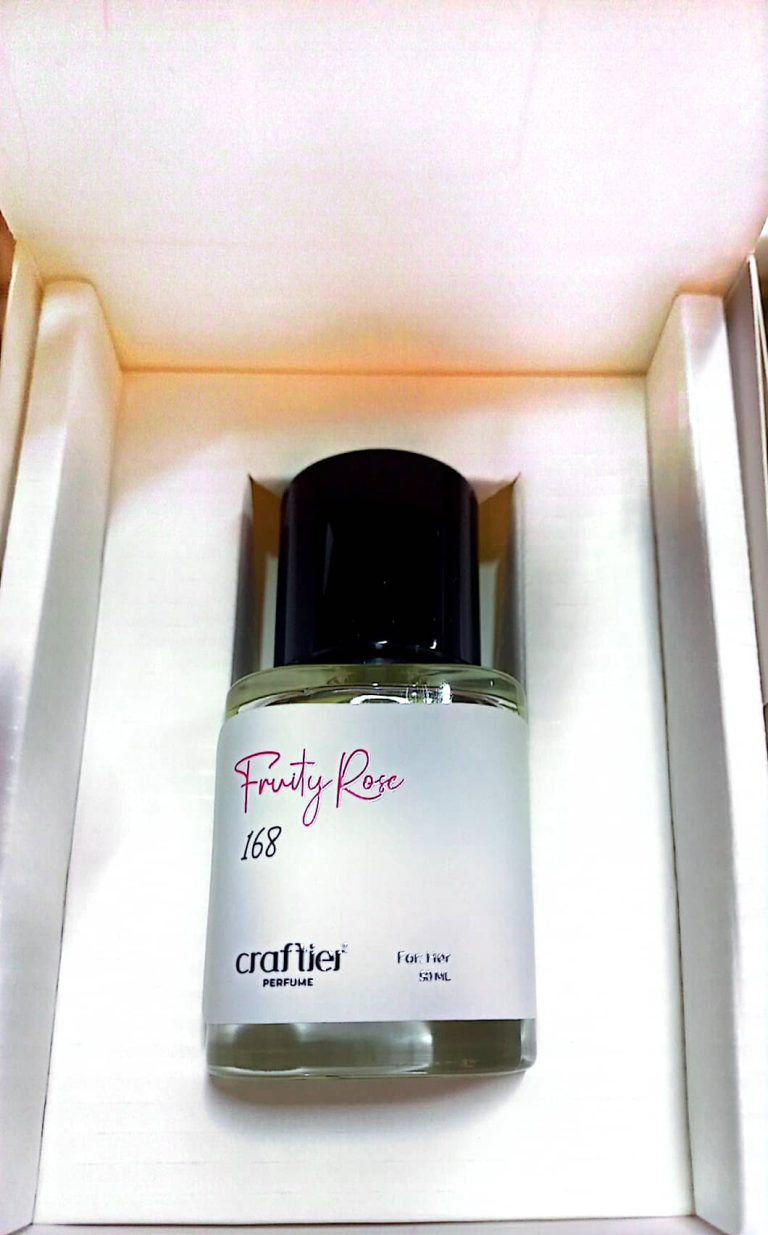 Fruity Rose
168
craftier
PERFUME
For Her
50 ML